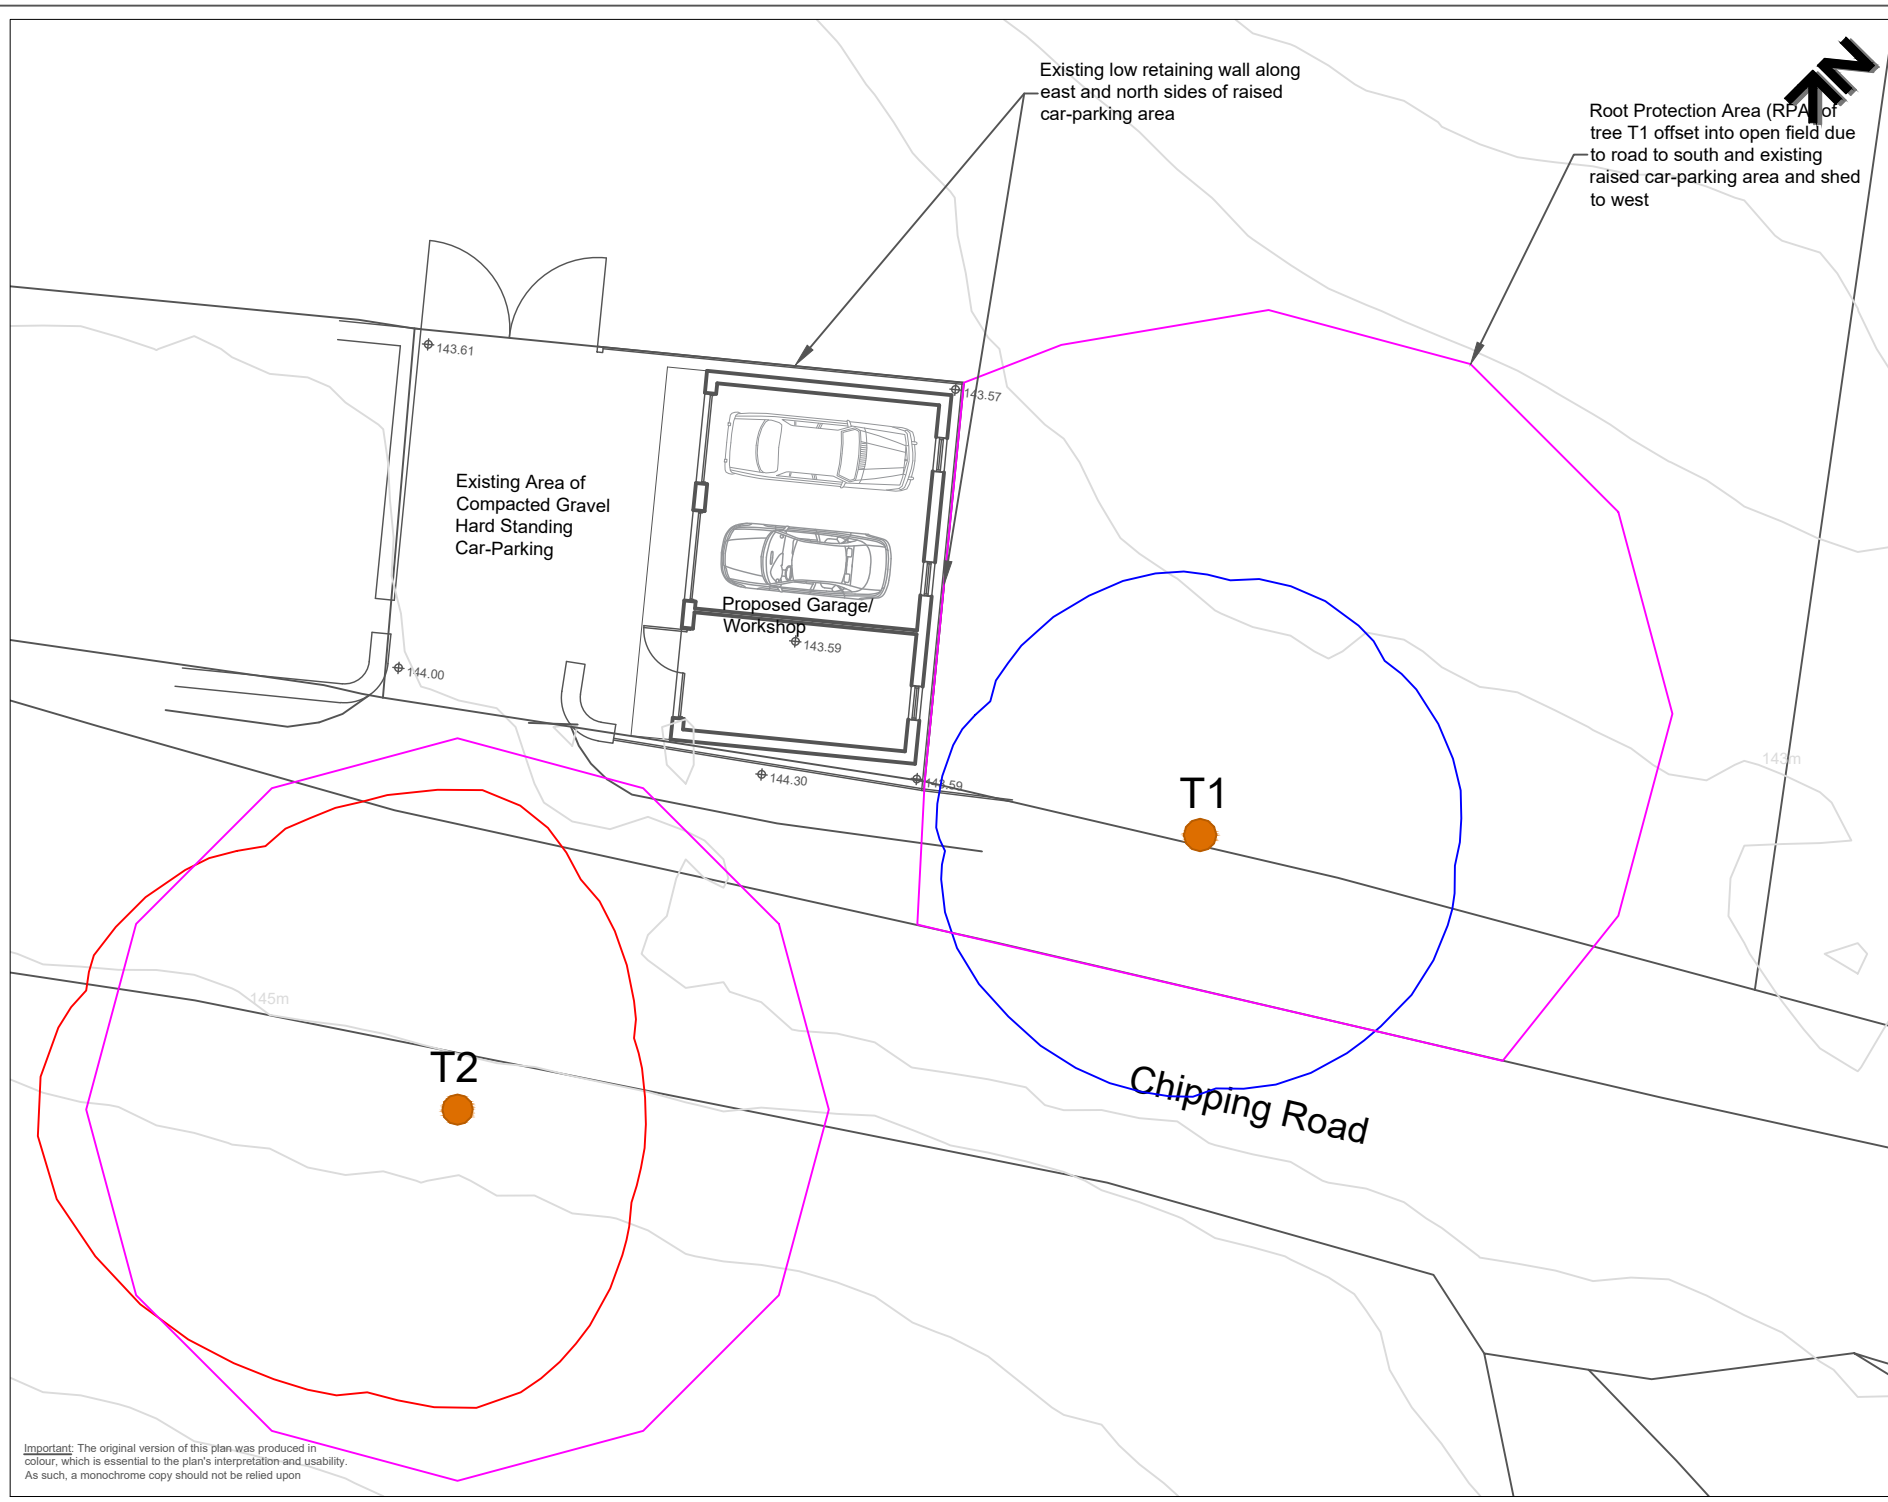 Existing low retaining wall along
east and north sides of raised
car-parking area
N
Root Protection Area (RPA) of
tree T1 offset into open field due
to road to south and existing
raised car-parking area and shed
to west
143.61
143.57
Existing Area of
Compacted Gravel
Hard Standing
Car-Parking
Proposed Garage/
Workshop
143.59
144.00
144.30
143.59
T1
143m
145m
T2
Chipping Road
Important: The original version of this plan was produced in
colour, which is essential to the plan's interpretation and usability.
As such, a monochrome copy should not be relied upon